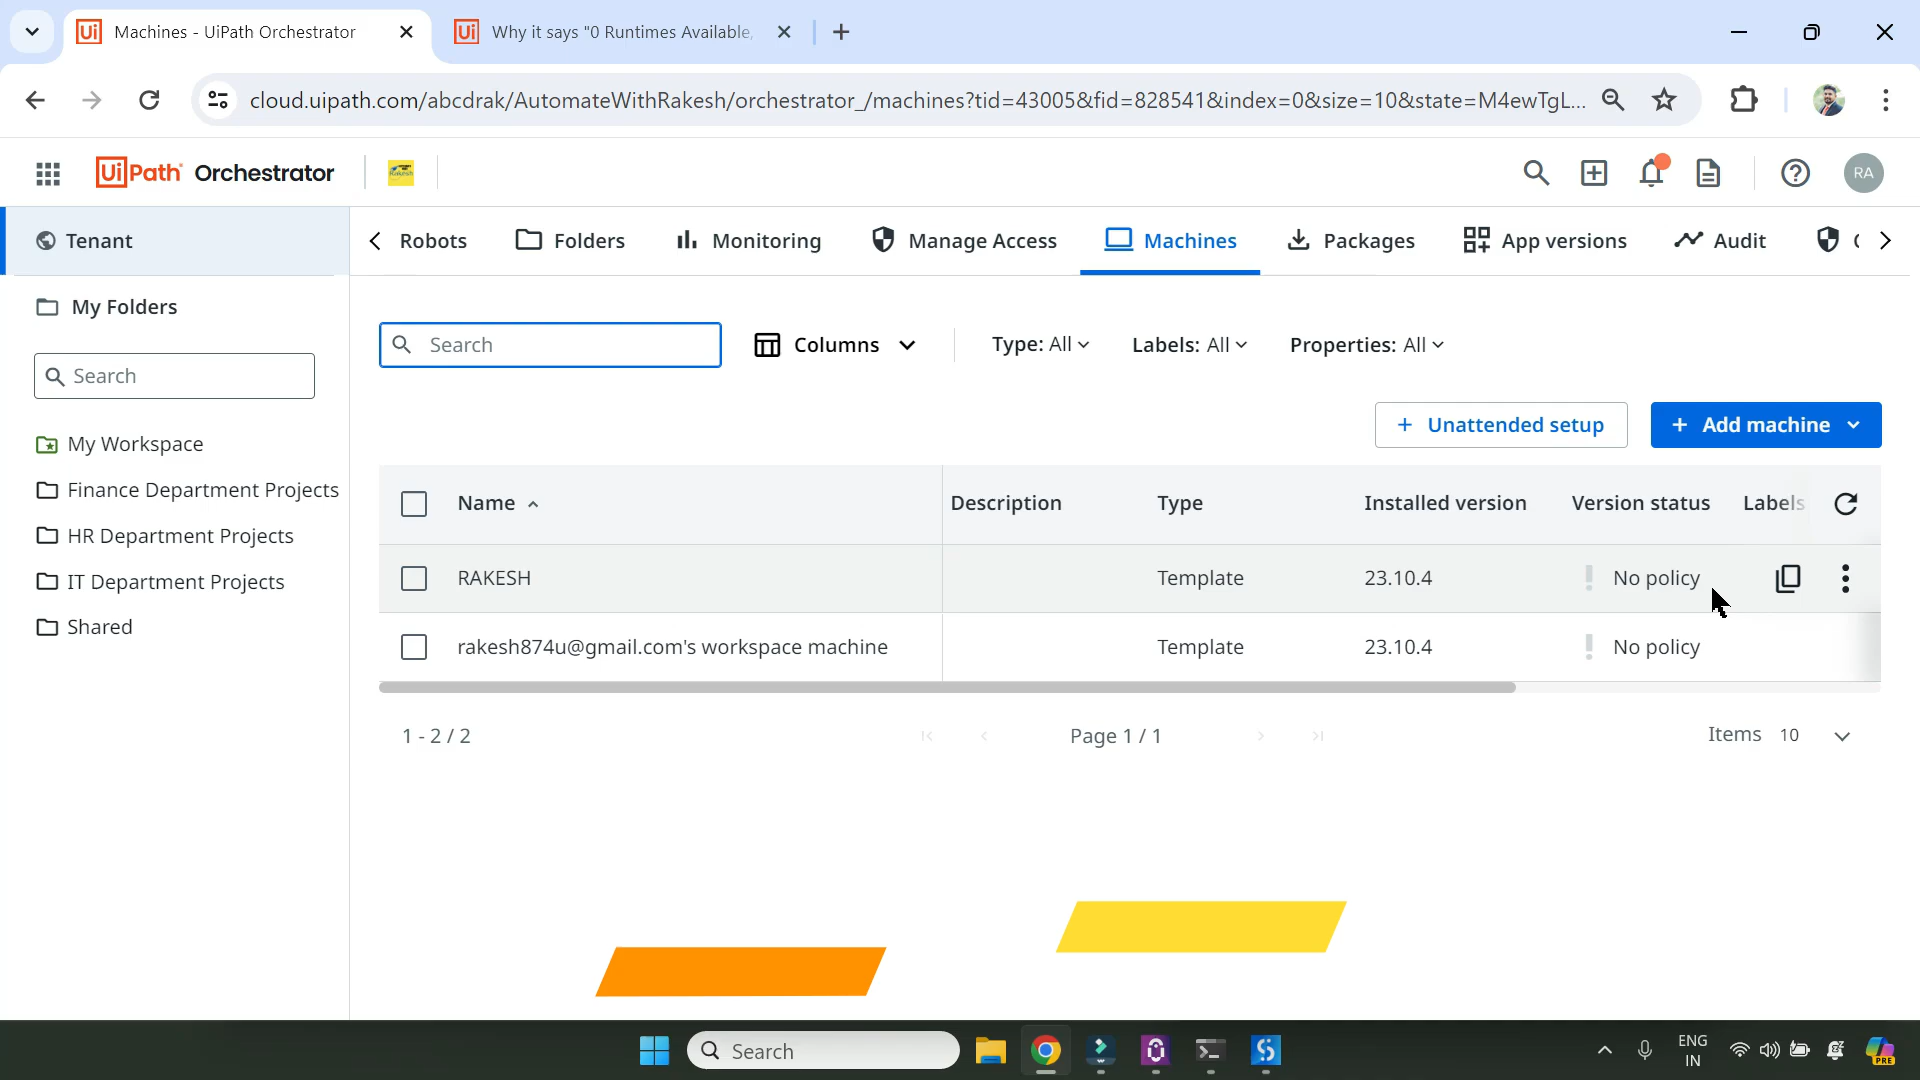 Machines - UiPath Orchestrator
Why it says "0 Runtimes Available,
cloud.uipath.com/abcdrak/AutomateWithRakesh/orchestrator_/machines?tid=43005&fid=828541&index=0&size=10&state=M4ewTgL...
UiPath Orchestrator
RA
Tenant
Robots Folders Monitoring Manage Access Machines Packages App versions Audit
My Folders
Search
My Workspace
Finance Department Projects
HR Department Projects
IT Department Projects
Shared
Search Columns Type: All Labels: All Properties: All
+ Unattended setup + Add machine
Name Description Type Installed version Version status Labels
RAKESH Template 23.10.4 No policy
rakesh874u@gmail.com's workspace machine Template 23.10.4 No policy
1 - 2 / 2 Page 1 / 1 Items 10
Search
ENG
IN
PRE